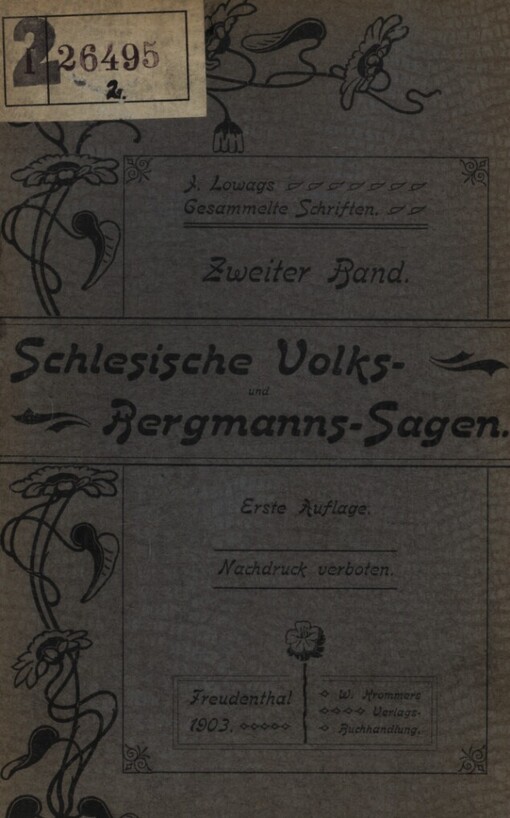 2
1 26495
2.
J. Lowags
Gesammelte Schriften.
Zweiter Band.
Schlesische Volks-
und
Bergmanns-Sagen.
Erste Auflage.
Nachdruck verboten.
Freudenthal
1903.
W. Krommers
Verlags-
Buchhandlung.